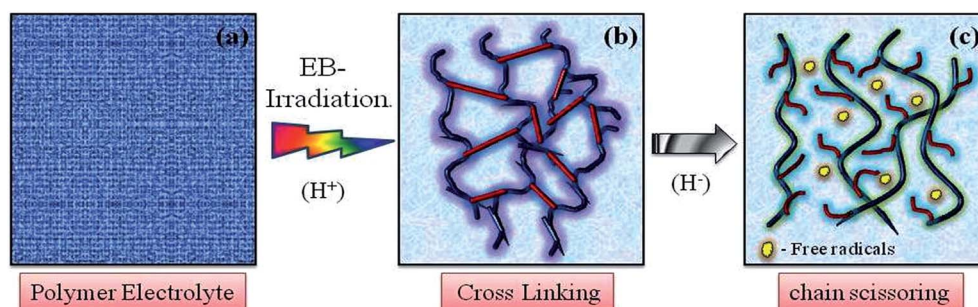 (a)
EB-
Irradiation.
(H⁺)
(b)
(H⁻)
(c)
- Free radicals
Polymer Electrolyte
Cross Linking
chain scissoring